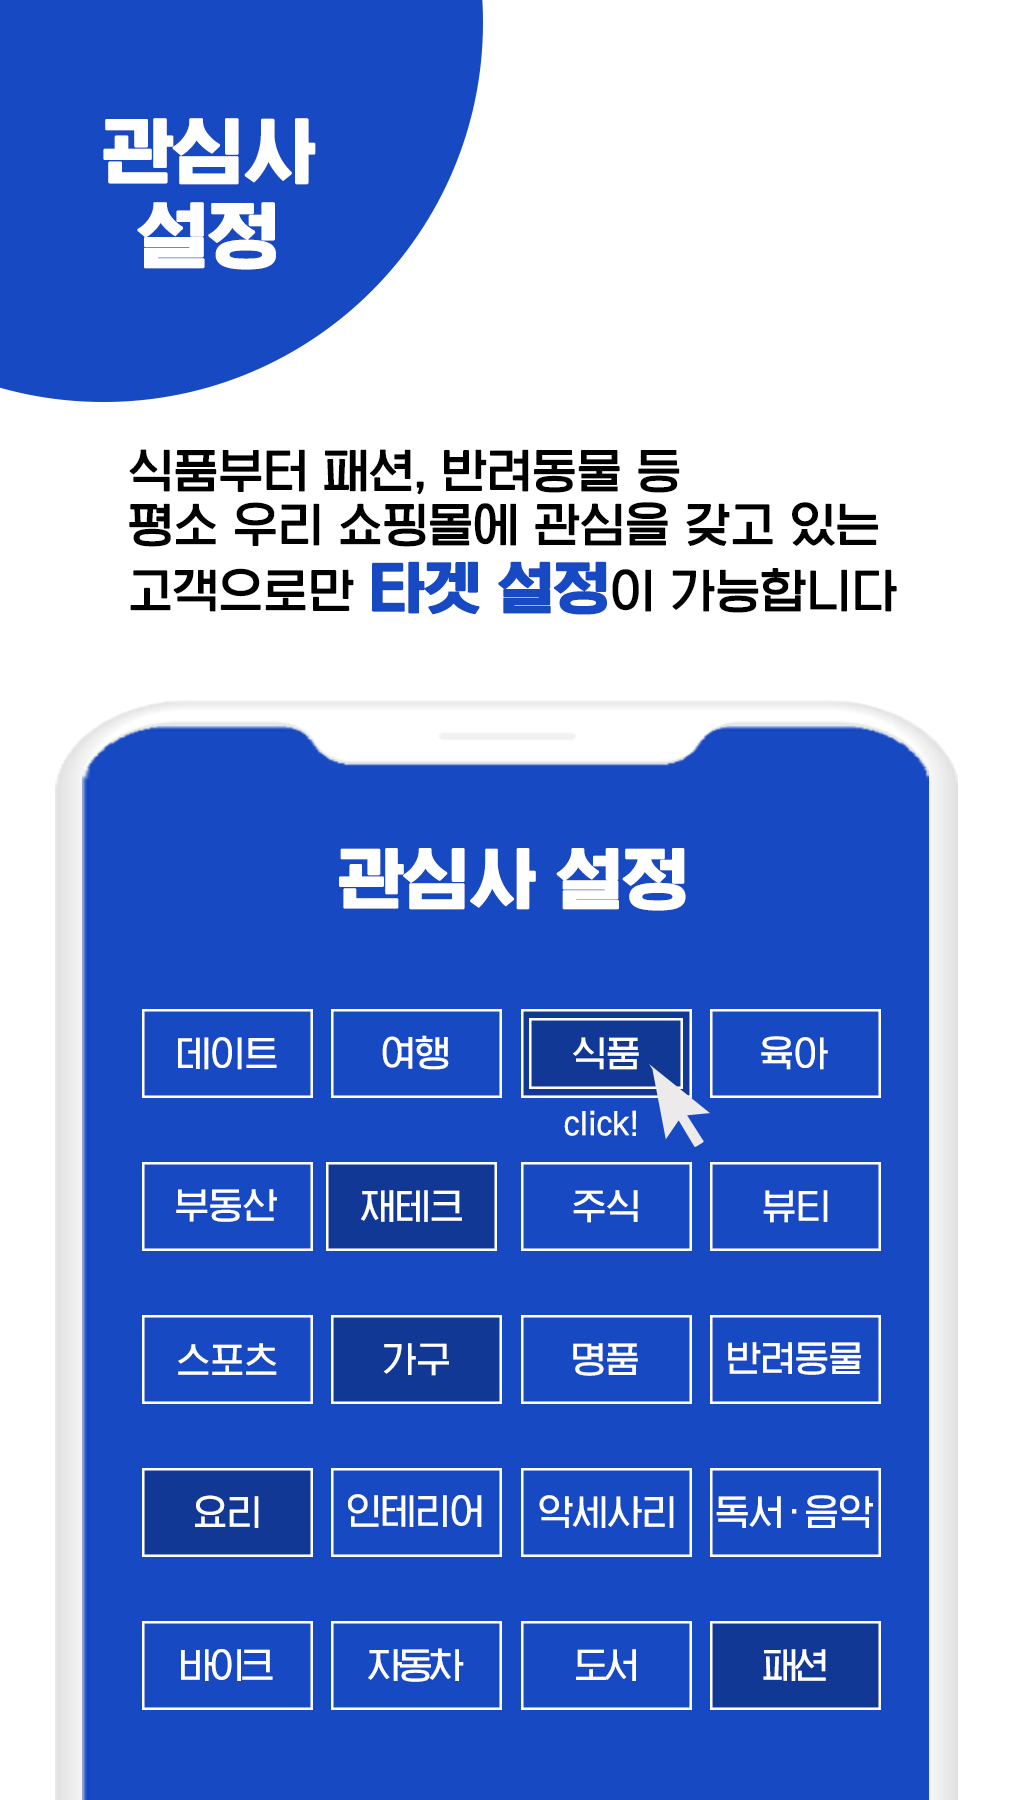 관심사
설정
식품부터 패션, 반려동물 등
평소 우리 쇼핑몰에 관심을 갖고 있는
고객으로만 타겟 설정이 가능합니다
관심사 설정
데이트 여행 식품 육아
click!
부동산 재테크 주식 뷰티
스포츠 가구 명품 반려동물
요리 인테리어 악세사리 독서·음악
바이크 자동차 도서 패션